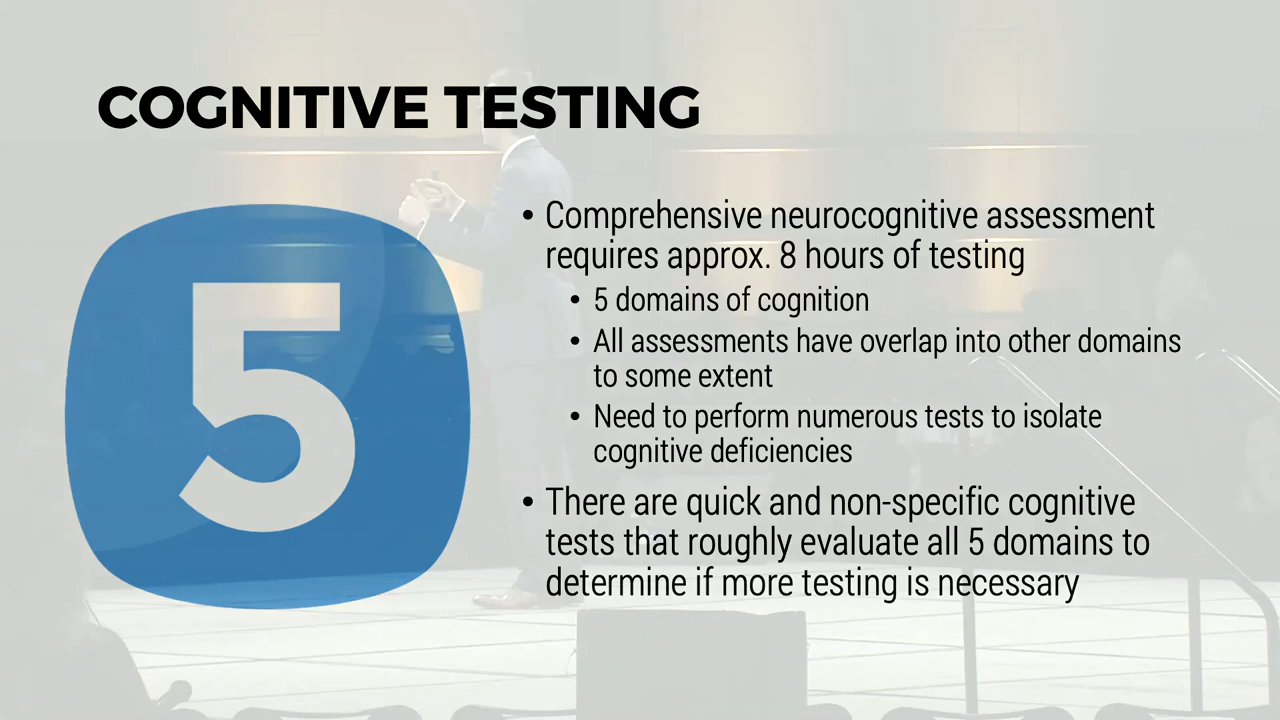 COGNITIVE TESTING
5
• Comprehensive neurocognitive assessment
requires approx. 8 hours of testing
• 5 domains of cognition
• All assessments have overlap into other domains
to some extent
• Need to perform numerous tests to isolate
cognitive deficiencies
• There are quick and non-specific cognitive
tests that roughly evaluate all 5 domains to
determine if more testing is necessary